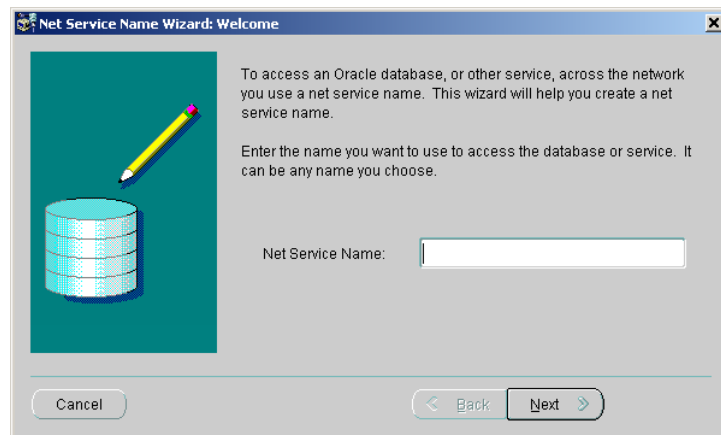 Net Service Name Wizard: Welcome
To access an Oracle database, or other service, across the network
you use a net service name. This wizard will help you create a net
service name.
Enter the name you want to use to access the database or service. It
can be any name you choose.
Net Service Name:
Cancel
Back
Next